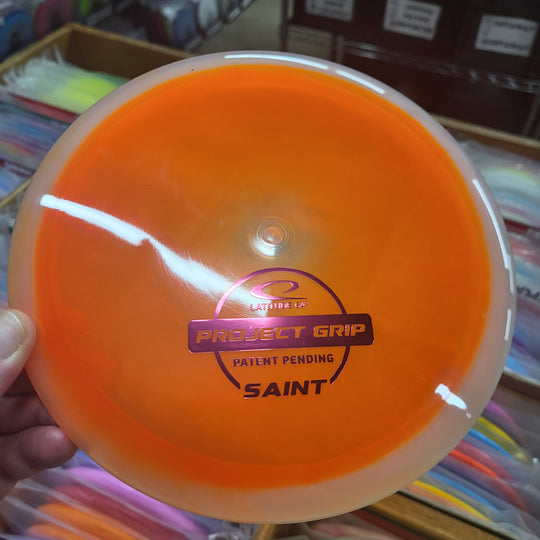 LATITUDE 64°
PROJECT GRIP
PATENT PENDING
SAINT